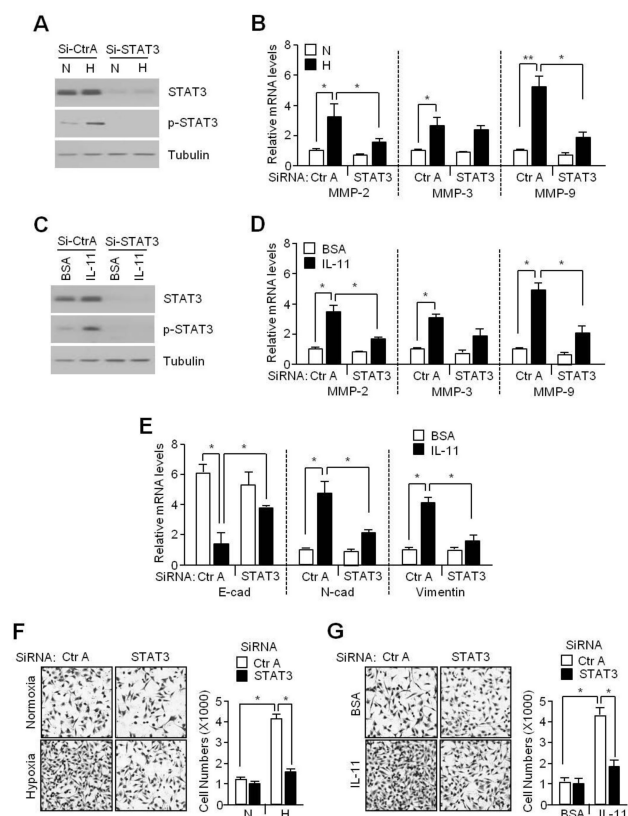 A
Si-CtrA Si-STAT3
N H N H
STAT3
p-STAT3
Tubulin
B
N
H
Relative mRNA levels
8
6
4
2
0
* * * ** *
SiRNA: Ctr A STAT3 Ctr A STAT3 Ctr A STAT3
MMP-2 MMP-3 MMP-9
C
Si-CtrA Si-STAT3
BSA IL-11 BSA IL-11
STAT3
p-STAT3
Tubulin
D
BSA
IL-11
Relative mRNA levels
8
6
4
2
0
* * * * *
SiRNA: Ctr A STAT3 Ctr A STAT3 Ctr A STAT3
MMP-2 MMP-3 MMP-9
E
BSA
IL-11
Relative mRNA levels
8
6
4
2
0
* * * * * *
SiRNA: Ctr A STAT3 Ctr A STAT3 Ctr A STAT3
E-cad N-cad Vimentin
F
SiRNA: Ctr A STAT3
Normoxia
Hypoxia
SiRNA
Ctr A
STAT3
Cell Numbers (X1000)
5
4
3
2
1
0
* *
N H
G
SiRNA: Ctr A STAT3
BSA
IL-11
SiRNA
Ctr A
STAT3
Cell Numbers (X1000)
5
4
3
2
1
0
* *
BSA IL-11